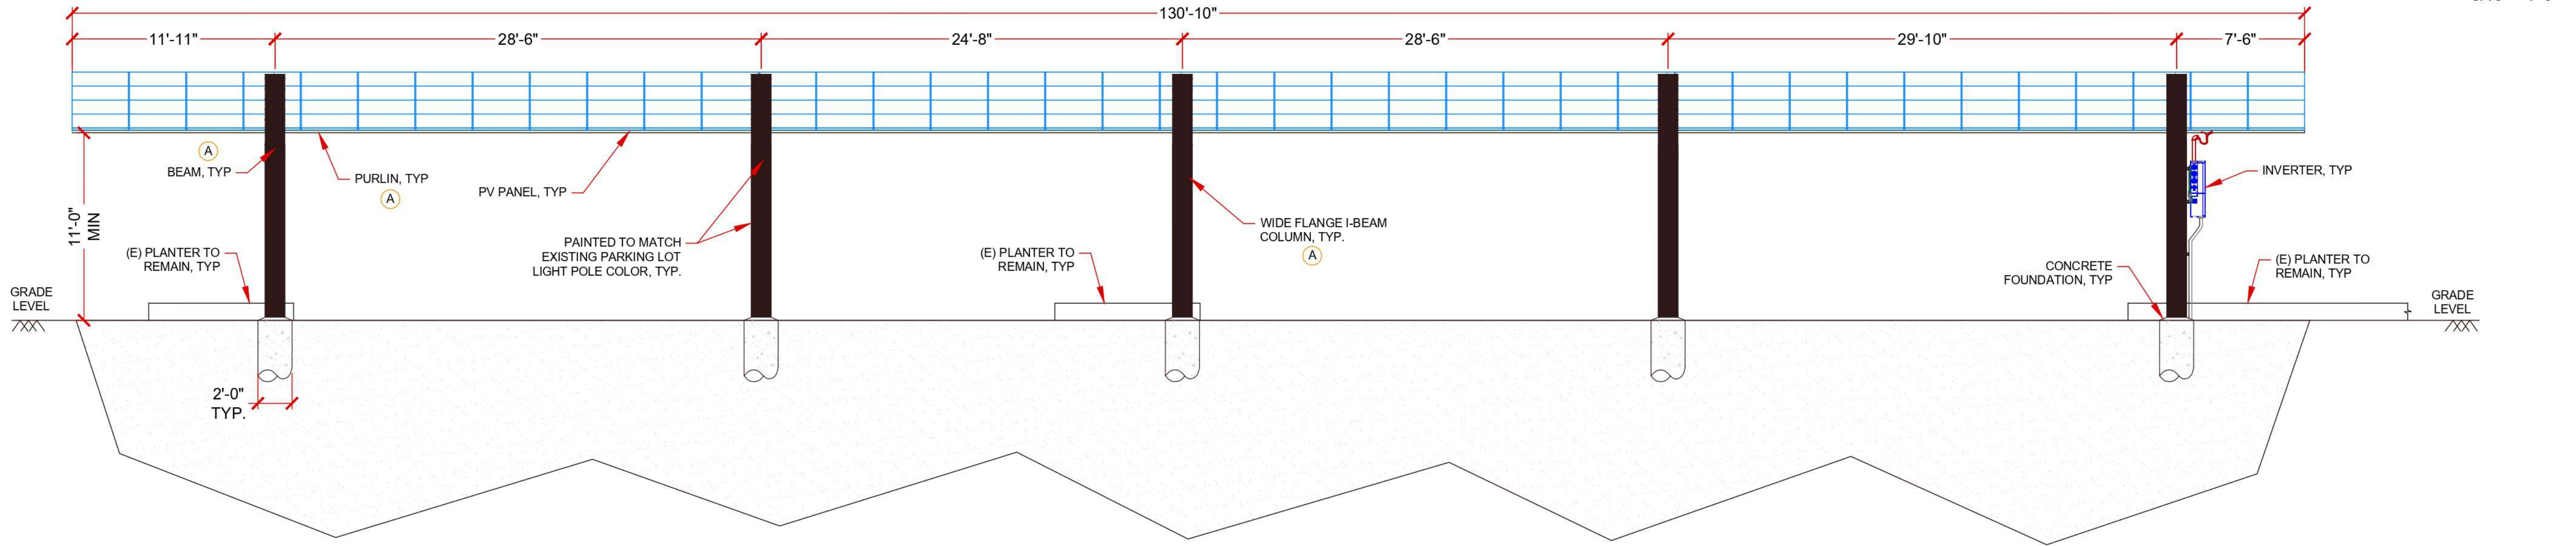 130'-10"
11'-11"
28'-6"
24'-8"
28'-6"
29'-10"
7'-6"
A
BEAM, TYP
PURLIN, TYP
A
PV PANEL, TYP
INVERTER, TYP
11'-0"
MIN
WIDE FLANGE I-BEAM
COLUMN, TYP.
A
PAINTED TO MATCH
EXISTING PARKING LOT
LIGHT POLE COLOR, TYP.
(E) PLANTER TO
REMAIN, TYP
(E) PLANTER TO
REMAIN, TYP
CONCRETE
FOUNDATION, TYP
(E) PLANTER TO
REMAIN, TYP
GRADE
LEVEL
GRADE
LEVEL
2'-0"
TYP.